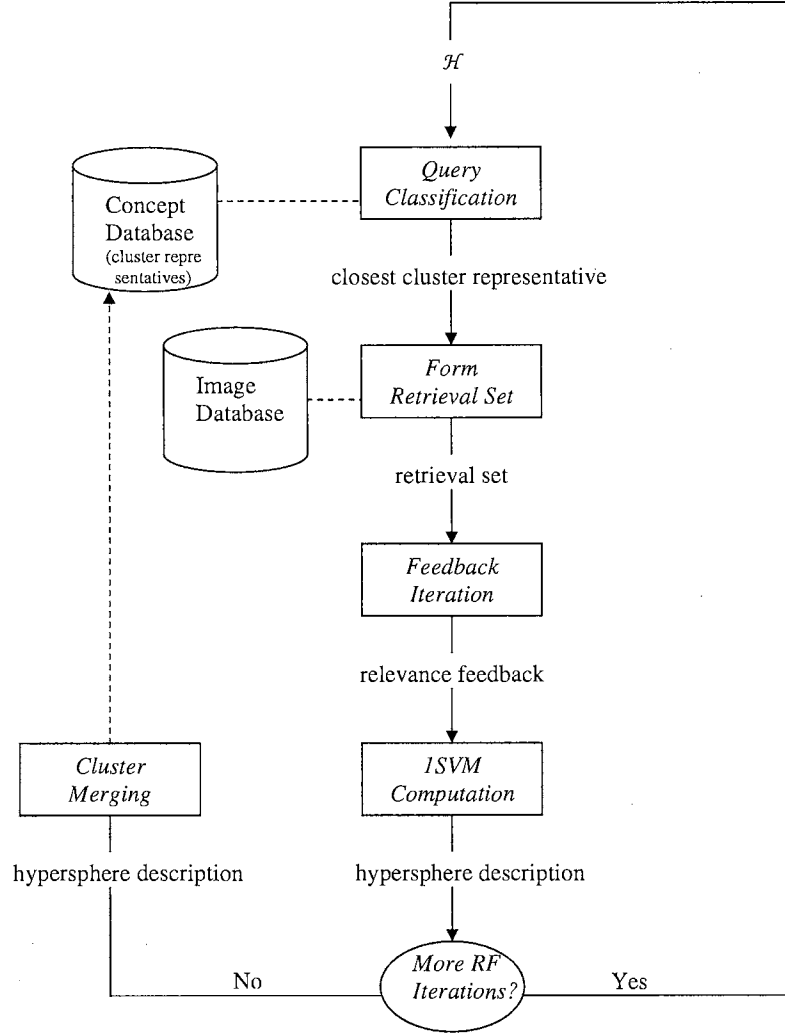 ℋ
Query
Classification
Concept
Database
(cluster repre
sentatives)
closest cluster representative
Form
Retrieval Set
Image
Database
retrieval set
Feedback
Iteration
relevance feedback
Cluster
Merging
1SVM
Computation
hypersphere description
hypersphere description
More RF
Iterations?
No
Yes